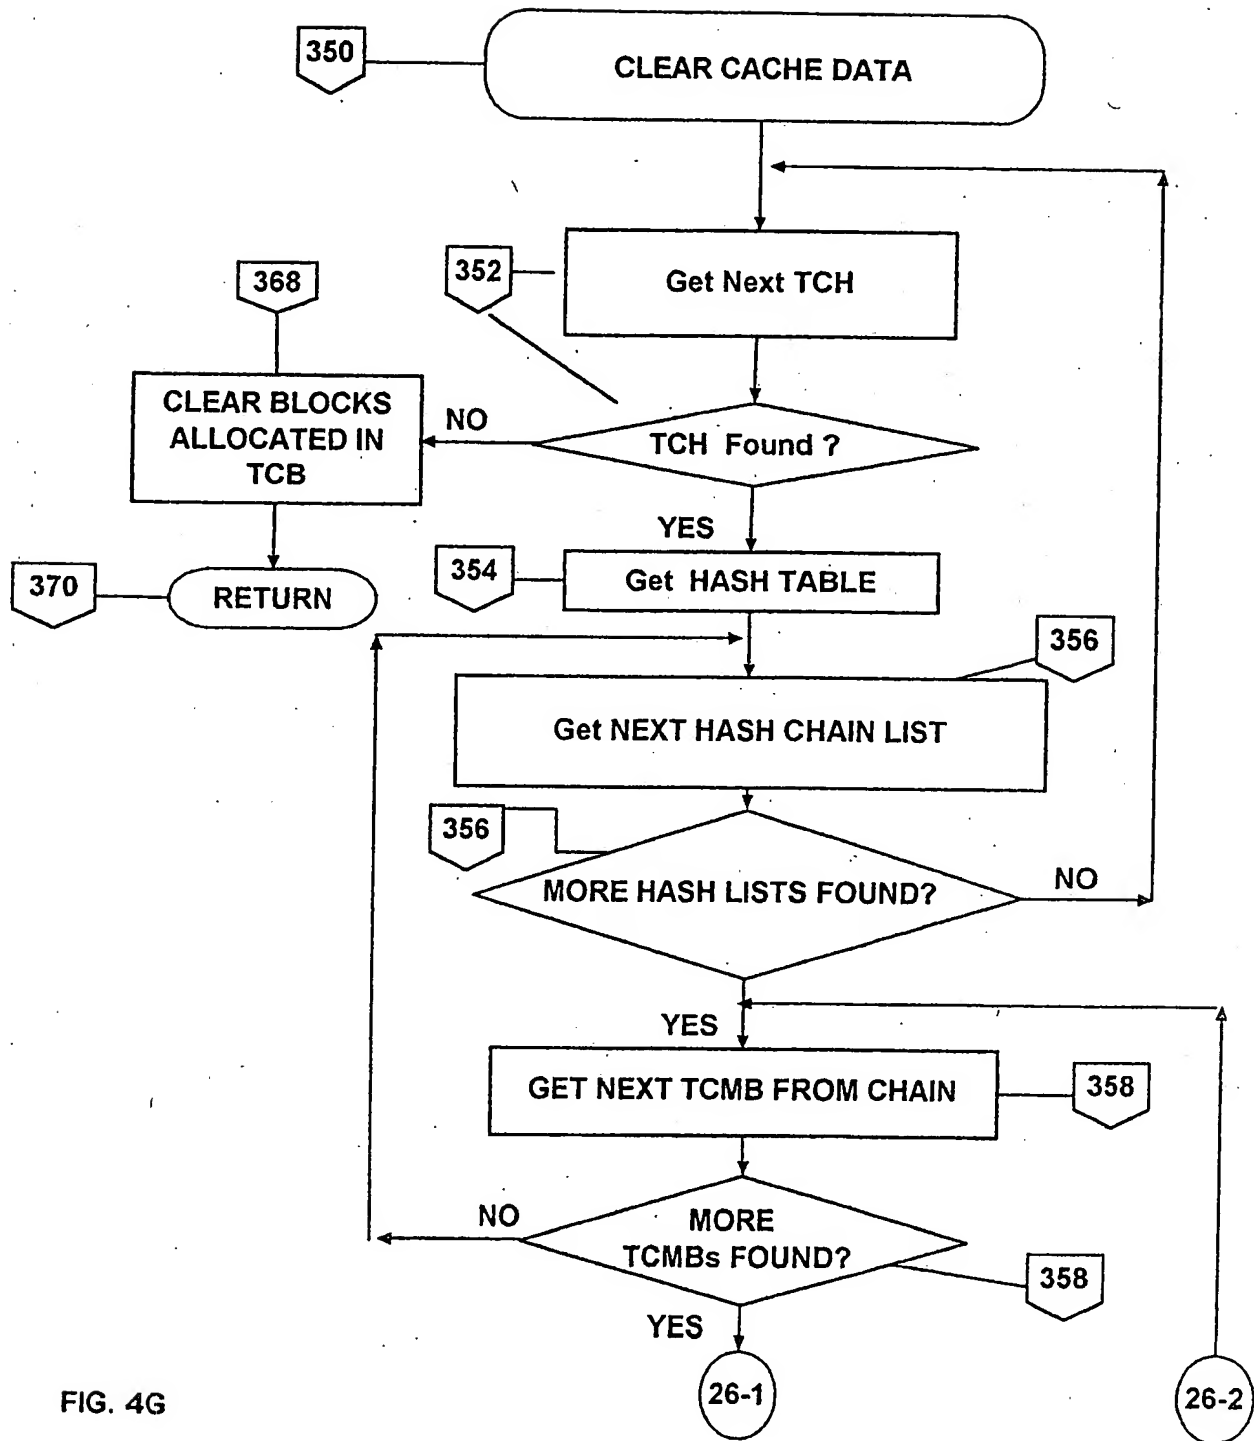 350
CLEAR CACHE DATA
352
Get Next TCH
368
CLEAR BLOCKS
ALLOCATED IN
TCB
NO
TCH Found ?
YES
370
RETURN
354
Get HASH TABLE
356
Get NEXT HASH CHAIN LIST
356
MORE HASH LISTS FOUND?
NO
YES
GET NEXT TCMB FROM CHAIN
358
NO
MORE
TCMBs FOUND?
358
YES
26-1
26-2
FIG. 4G